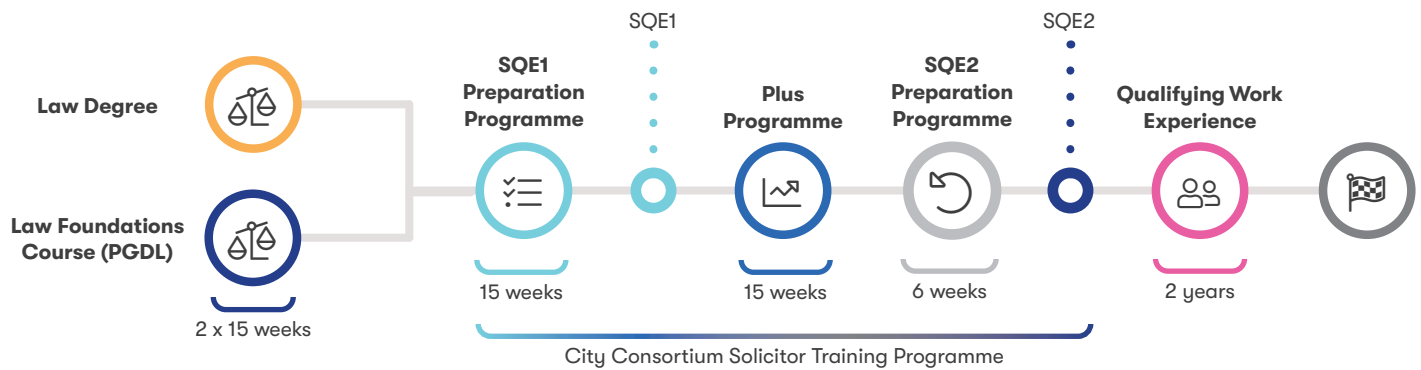 SQE1
SQE2
Law Degree
SQE1
Preparation
Programme
Plus
Programme
SQE2
Preparation
Programme
Qualifying Work
Experience
Law Foundations
Course (PGDL)
2 x 15 weeks
15 weeks
15 weeks
6 weeks
2 years
City Consortium Solicitor Training Programme